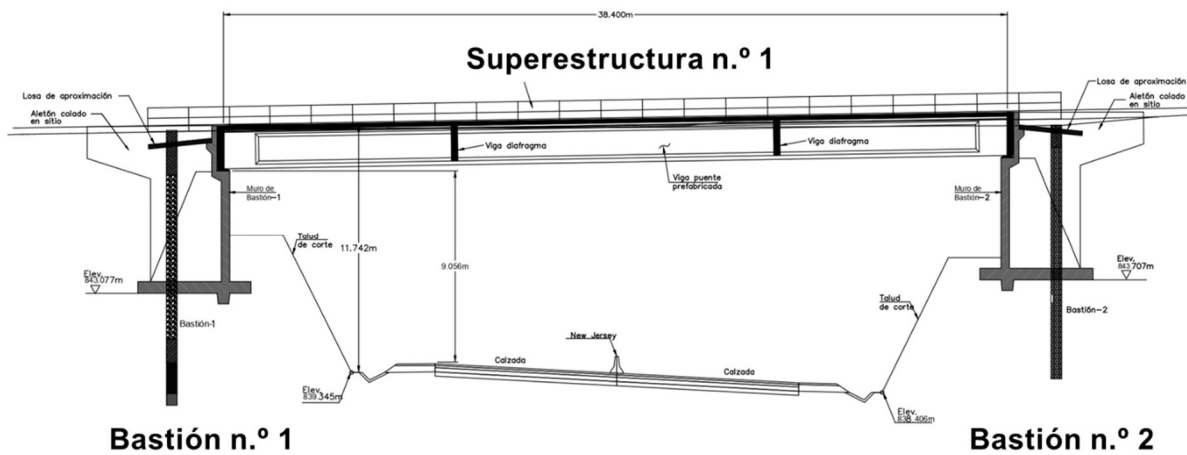 38.400m
Superestructura n.º 1
Losa de aproximación
Aletón colado
en sitio
Losa de aproximación
Aletón colado
en sitio
Viga diafragma
Viga diafragma
Viga puente
prefabricada
Muro de
Bastión-1
Muro de
Bastión-2
Talud
de corte
11.742m
9.056m
Elev.
843.077m
Elev.
843.707m
Talud
de corte
Bastión-1
Bastión-2
New Jersey
Calzada
Calzada
Elev.
839.345m
Elev.
838.406m
Bastión n.º 1
Bastión n.º 2